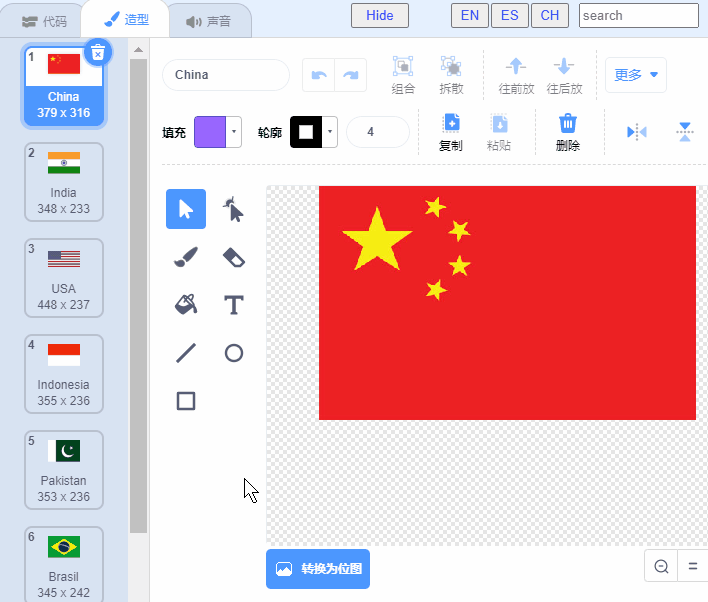 代码
造型
声音
Hide
EN
ES
CH
search
1
China
379 x 316
2
India
348 x 233
3
USA
448 x 237
4
Indonesia
355 x 236
5
Pakistan
353 x 236
6
Brasil
345 x 242
China
组合
拆散
往前放
往后放
更多
填充
轮廓
4
复制
粘贴
删除
T
转换为位图
=